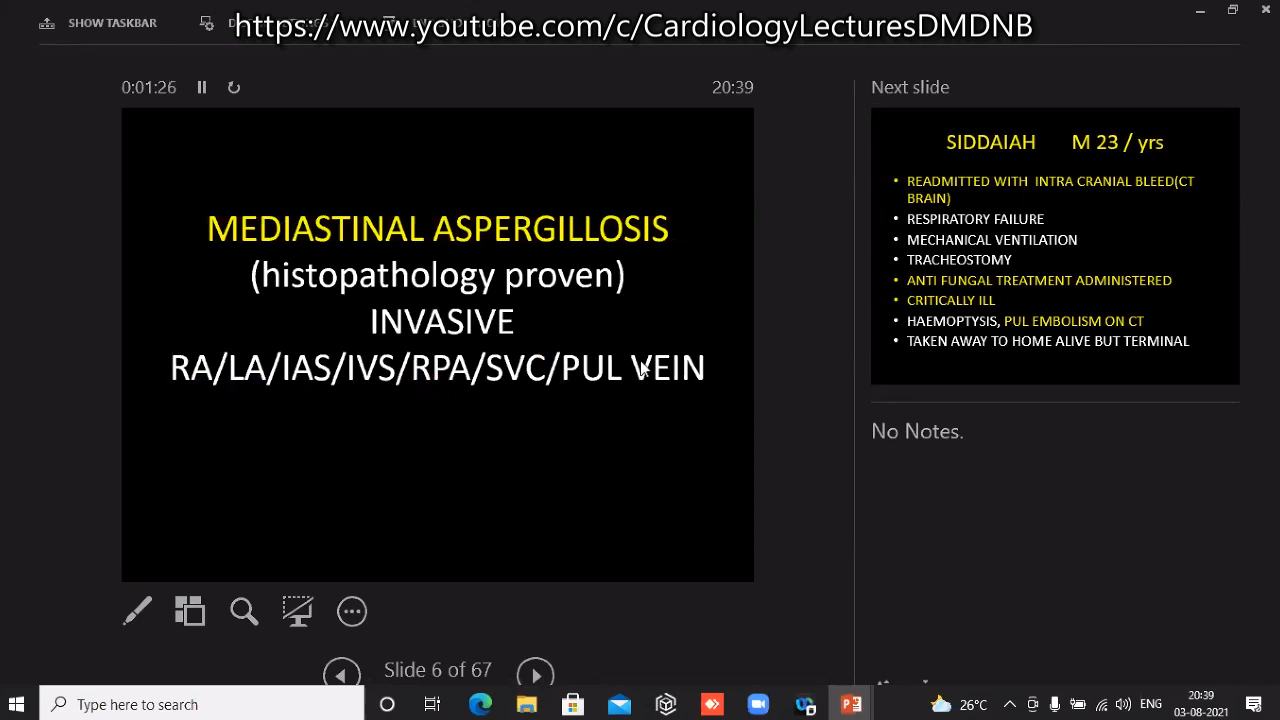 SHOW TASKBAR
https://www.youtube.com/c/CardiologyLecturesDMDNB
0:01:26
20:39
MEDIASTINAL ASPERGILLOSIS
(histopathology proven)
INVASIVE
RA/LA/IAS/IVS/RPA/SVC/PUL VEIN
Slide 6 of 67
Next slide
SIDDAIAH M 23 / yrs
• READMITTED WITH INTRA CRANIAL BLEED(CT
BRAIN)
• RESPIRATORY FAILURE
• MECHANICAL VENTILATION
• TRACHEOSTOMY
• ANTI FUNGAL TREATMENT ADMINISTERED
• CRITICALLY ILL
• HAEMOPTYSIS, PUL EMBOLISM ON CT
• TAKEN AWAY TO HOME ALIVE BUT TERMINAL
No Notes.
Type here to search
26°C
ENG
20:39
03-08-2021